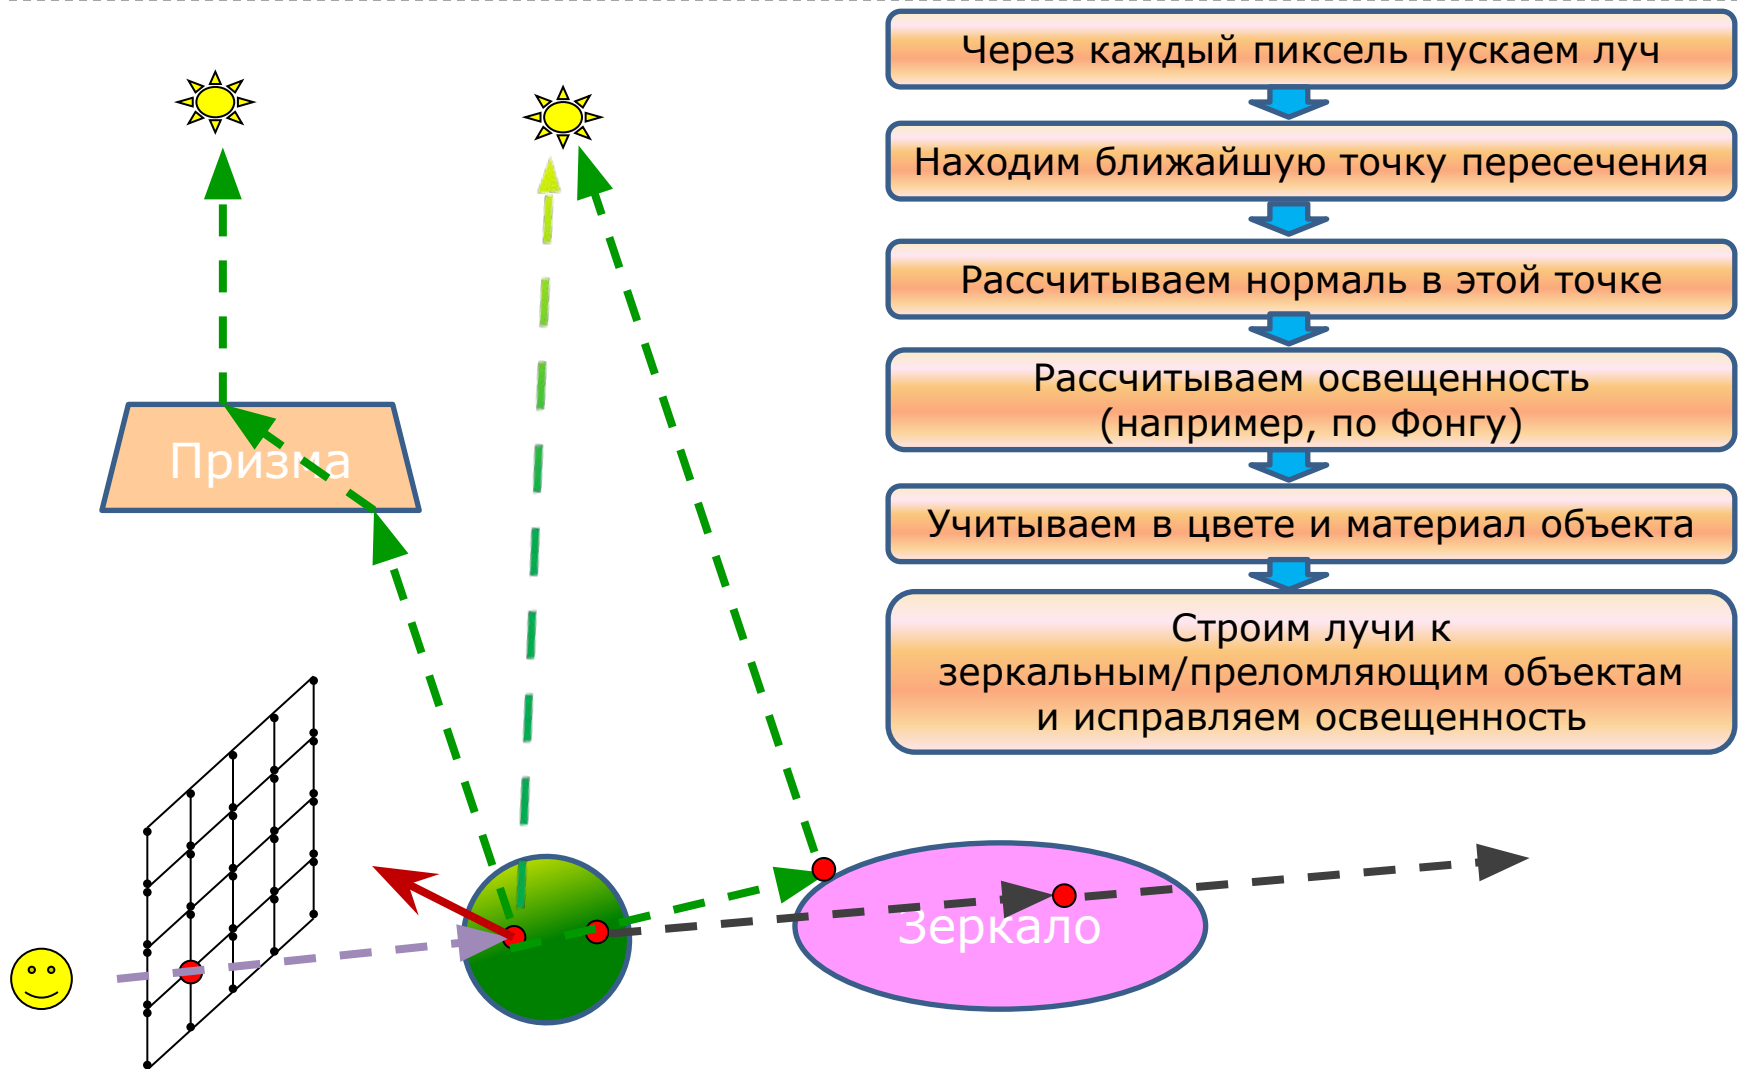 Через каждый пиксель пускаем луч
Находим ближайшую точку пересечения
Рассчитываем нормаль в этой точке
Рассчитываем освещенность
(например, по Фонгу)
Учитываем в цвете и материал объекта
Строим лучи к
зеркальным/преломляющим объектам
и исправляем освещенность
Призма
Зеркало